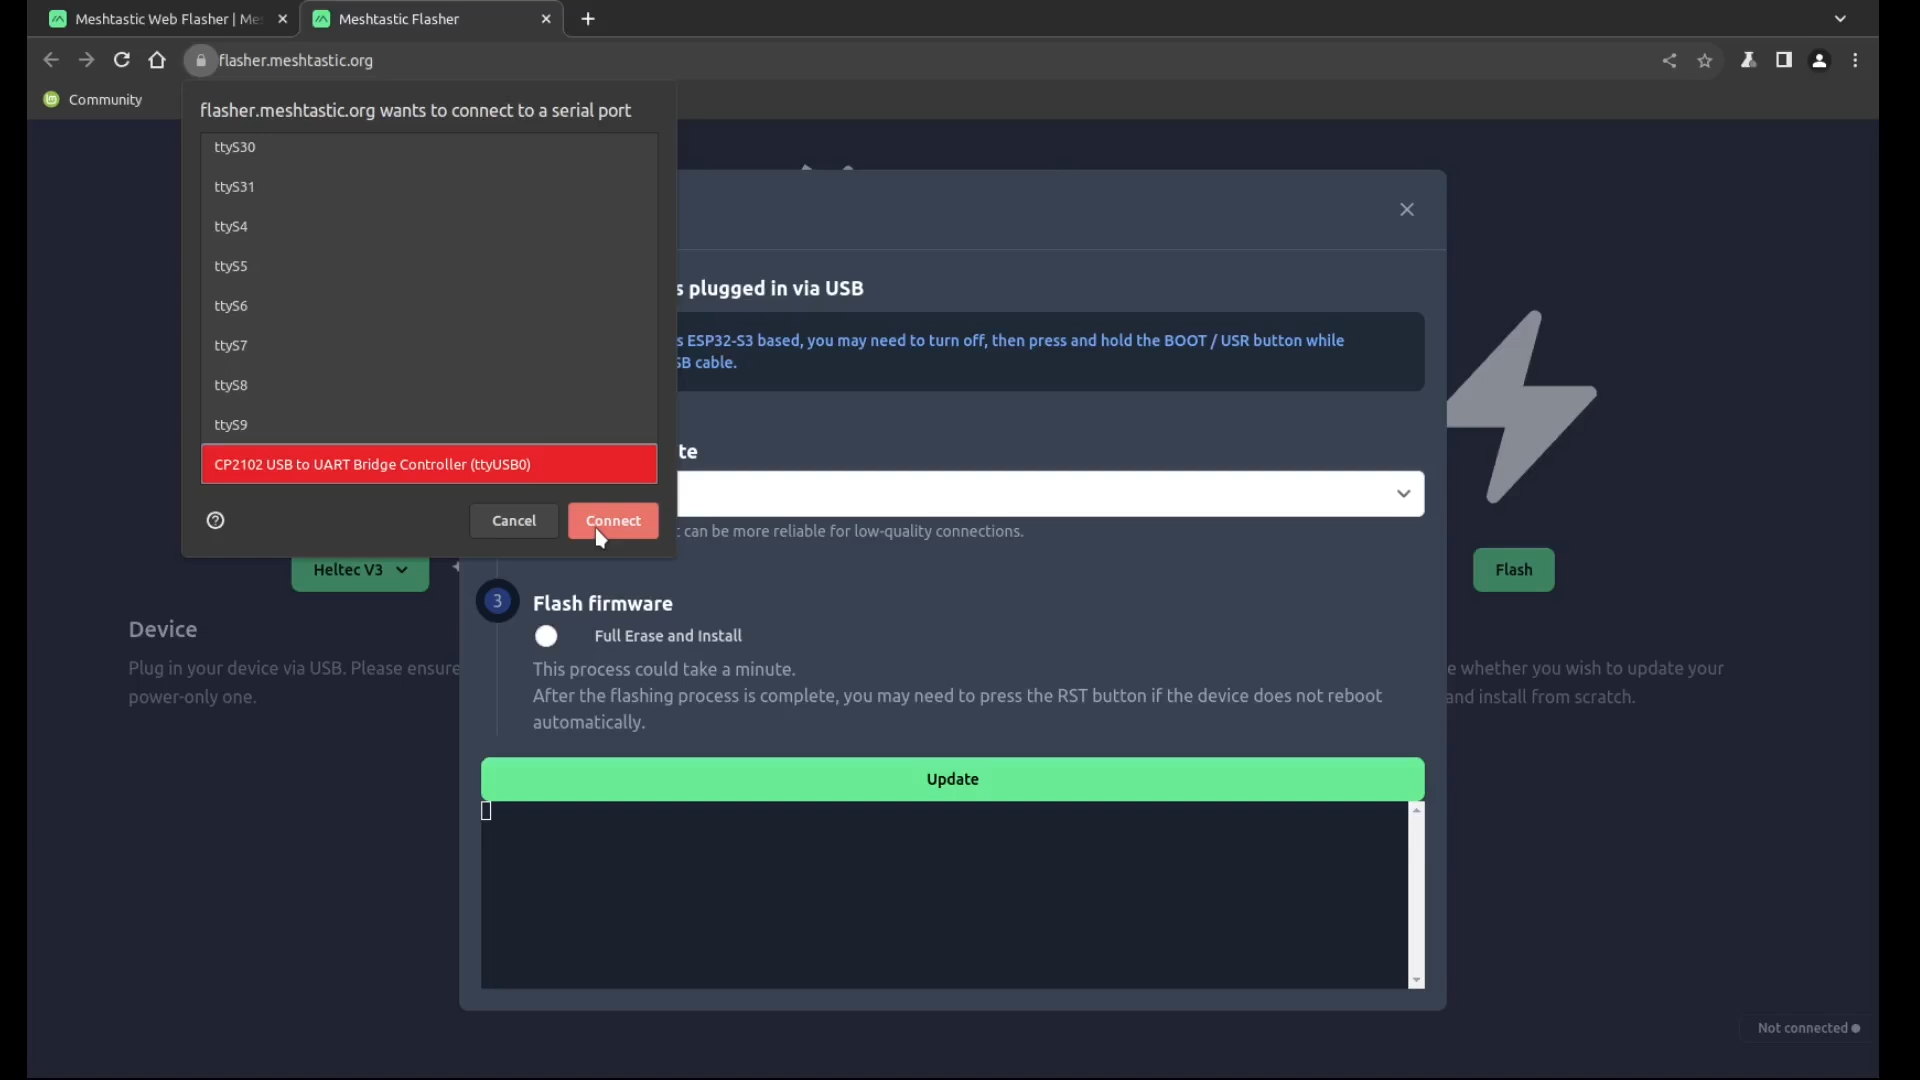 Meshtastic Web Flasher | Me
Meshtastic Flasher
flasher.meshtastic.org
Community
flasher.meshtastic.org wants to connect to a serial port
ttyS30
ttyS31
ttyS4
ttyS5
ttyS6
ttyS7
ttyS8
ttyS9
CP2102 USB to UART Bridge Controller (ttyUSB0)
Cancel
Connect
s plugged in via USB
s ESP32-S3 based, you may need to turn off, then press and hold the BOOT / USR button while
SB cable.
te
can be more reliable for low-quality connections.
Heltec V3
Flash
3
Flash firmware
Full Erase and Install
This process could take a minute.
After the flashing process is complete, you may need to press the RST button if the device does not reboot
automatically.
Device
Plug in your device via USB. Please ensure
power-only one.
e whether you wish to update your
and install from scratch.
Update
Not connected